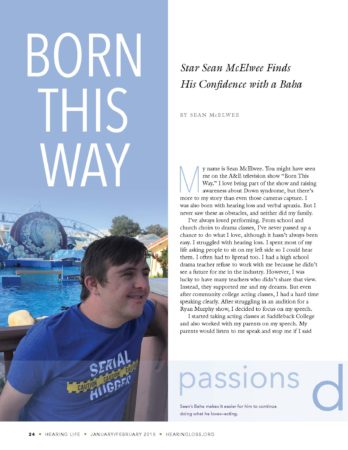 BORN
THIS
WAY
Star Sean McElwee Finds
His Confidence with a Baha
BY SEAN McELWEE
My name is Sean McElwee. You might have seen
me on the A&E television show “Born This
Way.” I love being part of the show and raising
awareness about Down syndrome, but there’s
more to my story than even those cameras capture. I
was also born with hearing loss and verbal apraxia. But I
never saw these as obstacles, and neither did my family.
I’ve always loved performing. From school and
church choirs to drama classes, I’ve never passed up a
chance to do what I love, although it hasn’t always been
easy. I struggled with hearing loss. I spent most of my
life asking people to sit on my left side so I could hear
them. I often had to lipread too. I had a high school
drama teacher refuse to work with me because he didn’t
see a future for me in the industry. However, I was
lucky to have many teachers who didn’t share that view.
Instead, they supported me and my dreams. But even
after community college acting classes, I had a hard time
speaking clearly. After struggling in an audition for a
Ryan Murphy show, I decided to focus on my speech.
I started taking acting classes at Saddleback College
and also worked with my parents on my speech. My
parents would listen to me speak and stop me if I said
SERIAL
HUGGER
passions
d
Sean’s Baha makes it easier for him to continue
doing what he loves—acting.
24 • HEARING LIFE • JANUARY/FEBRUARY 2019 • HEARINGLOSS.ORG